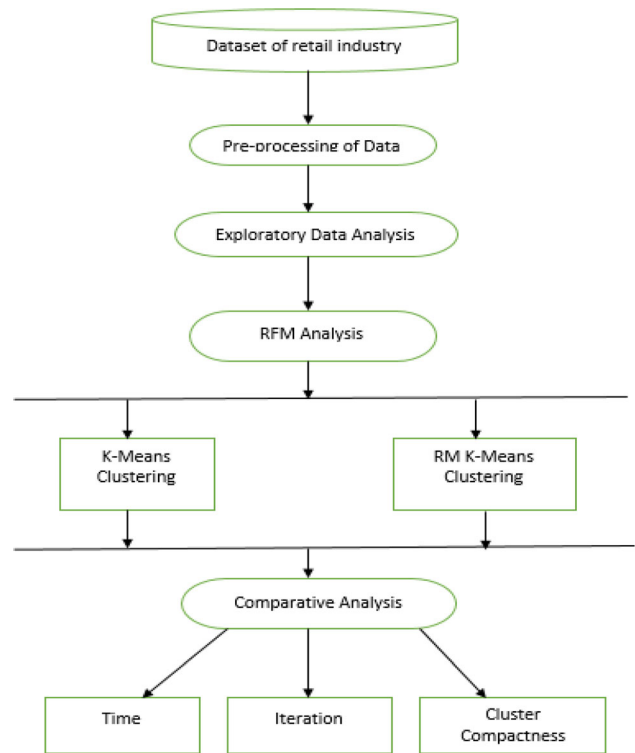 Dataset of retail industry
Pre-processing of Data
Exploratory Data Analysis
RFM Analysis
K-Means
Clustering
RM K-Means
Clustering
Comparative Analysis
Time
Iteration
Cluster
Compactness